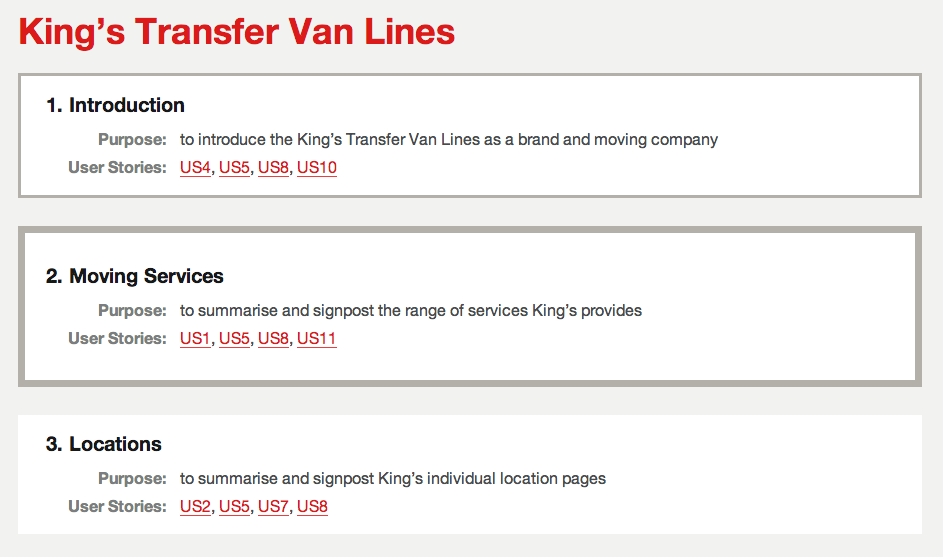 King’s Transfer Van Lines
1. Introduction
Purpose: to introduce the King’s Transfer Van Lines as a brand and moving company
User Stories: US4, US5, US8, US10
2. Moving Services
Purpose: to summarise and signpost the range of services King’s provides
User Stories: US1, US5, US8, US11
3. Locations
Purpose: to summarise and signpost King’s individual location pages
User Stories: US2, US5, US7, US8